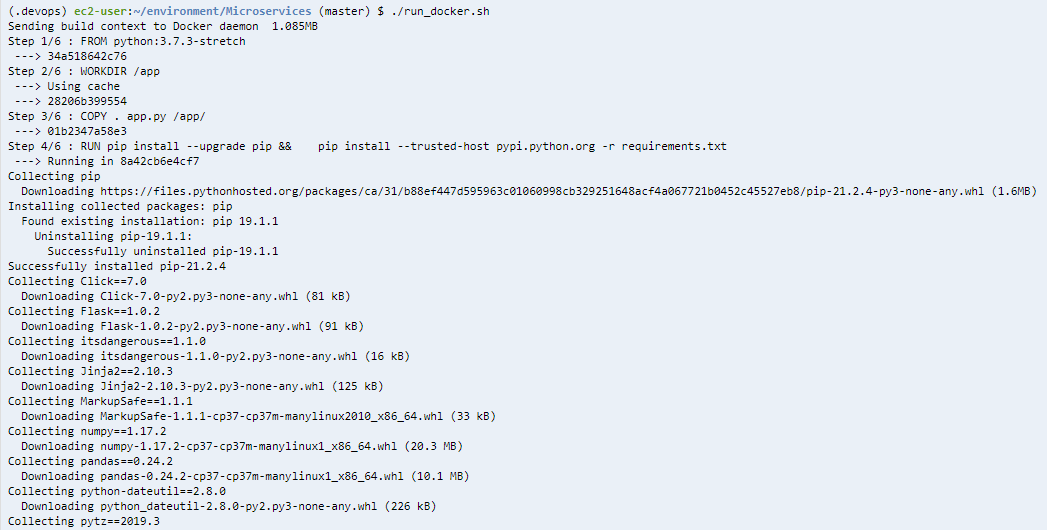 (.devops) ec2-user:~/environment/Microservices (master) $ ./run_docker.sh
Sending build context to Docker daemon  1.085MB
Step 1/6 : FROM python:3.7.3-stretch
 ---> 34a518642c76
Step 2/6 : WORKDIR /app
 ---> Using cache
 ---> 28206b399554
Step 3/6 : COPY . app.py /app/
 ---> 01b2347a58e3
Step 4/6 : RUN pip install --upgrade pip &&    pip install --trusted-host pypi.python.org -r requirements.txt
 ---> Running in 8a42cb6e4cf7
Collecting pip
  Downloading https://files.pythonhosted.org/packages/ca/31/b88ef447d595963c01060998cb329251648acf4a067721b0452c45527eb8/pip-21.2.4-py3-none-any.whl (1.6MB)
Installing collected packages: pip
  Found existing installation: pip 19.1.1
    Uninstalling pip-19.1.1:
      Successfully uninstalled pip-19.1.1
Successfully installed pip-21.2.4
Collecting Click==7.0
  Downloading Click-7.0-py2.py3-none-any.whl (81 kB)
Collecting Flask==1.0.2
  Downloading Flask-1.0.2-py2.py3-none-any.whl (91 kB)
Collecting itsdangerous==1.1.0
  Downloading itsdangerous-1.1.0-py2.py3-none-any.whl (16 kB)
Collecting Jinja2==2.10.3
  Downloading Jinja2-2.10.3-py2.py3-none-any.whl (125 kB)
Collecting MarkupSafe==1.1.1
  Downloading MarkupSafe-1.1.1-cp37-cp37m-manylinux2010_x86_64.whl (33 kB)
Collecting numpy==1.17.2
  Downloading numpy-1.17.2-cp37-cp37m-manylinux1_x86_64.whl (20.3 MB)
Collecting pandas==0.24.2
  Downloading pandas-0.24.2-cp37-cp37m-manylinux1_x86_64.whl (10.1 MB)
Collecting python-dateutil==2.8.0
  Downloading python_dateutil-2.8.0-py2.py3-none-any.whl (226 kB)
Collecting pytz==2019.3